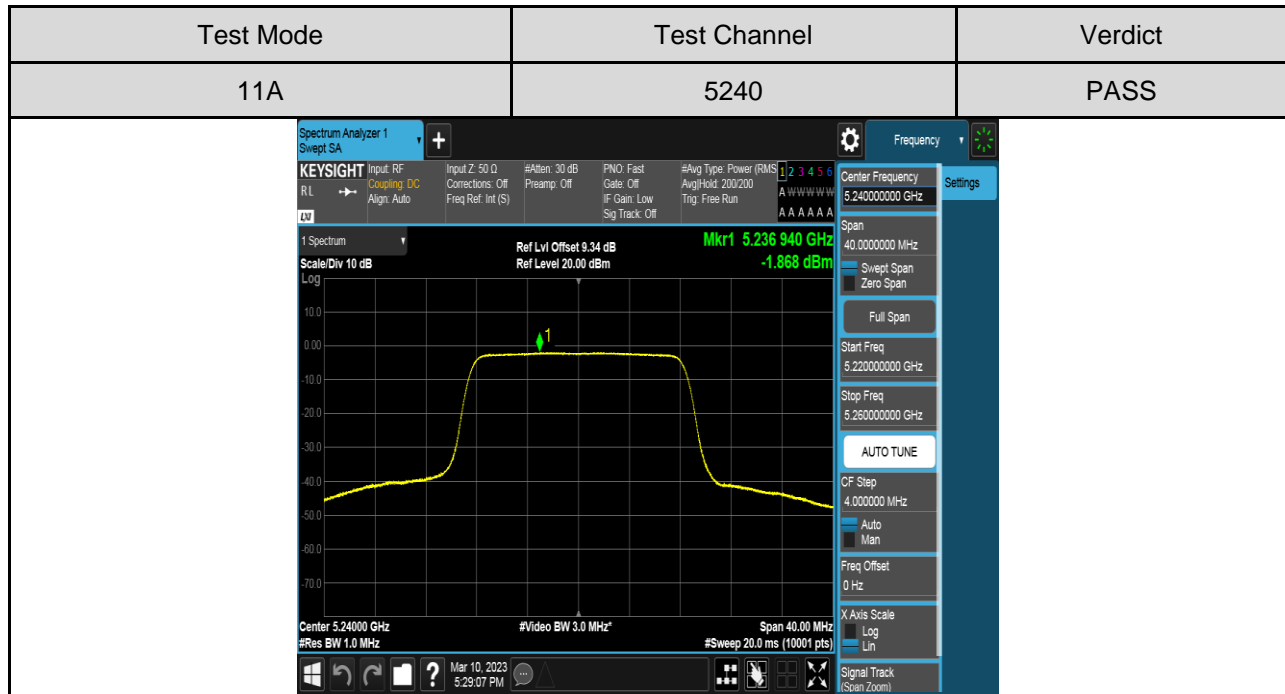 Test Mode Test Channel Verdict
11A 5240 PASS
Spectrum Analyzer 1
Swept SA
+
Frequency
KEYSIGHT
RL
LXI
Input: RF
Coupling: DC
Align: Auto
Input Z: 50 Ω
Corrections: Off
Freq Ref: Int (S)
#Atten: 30 dB
Preamp: Off
PNO: Fast
Gate: Off
IF Gain: Low
Sig Track: Off
#Avg Type: Power (RMS
Avg|Hold: 200/200
Trig: Free Run
1 2 3 4 5 6
A W W W W W
A A A A A A
1 Spectrum
Scale/Div 10 dB
Log
Ref Lvl Offset 9.34 dB
Ref Level 20.00 dBm
Mkr1 5.236 940 GHz
-1.868 dBm
10.0
0.00
-10.0
-20.0
-30.0
-40.0
-50.0
-60.0
-70.0
1
Center 5.24000 GHz
#Res BW 1.0 MHz
#Video BW 3.0 MHz*
Span 40.00 MHz
#Sweep 20.0 ms (10001 pts)
?
Mar 10, 2023
5:29:07 PM
Center Frequency
5.240000000 GHz
Settings
Span
40.0000000 MHz
Swept Span
Zero Span
Full Span
Start Freq
5.220000000 GHz
Stop Freq
5.260000000 GHz
AUTO TUNE
CF Step
4.000000 MHz
Auto
Man
Freq Offset
0 Hz
X Axis Scale
Log
Lin
Signal Track
(Span Zoom)